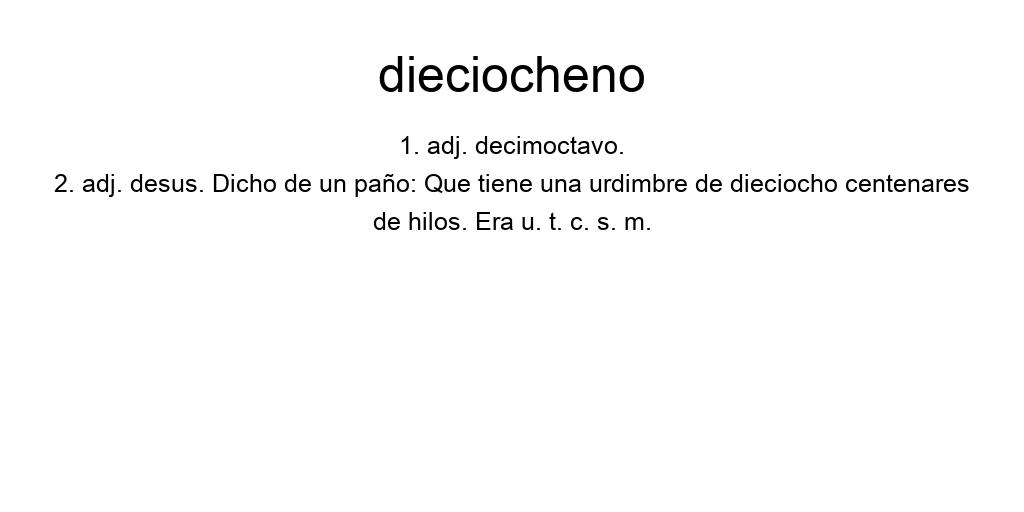 dieciocheno
1. adj. decimoctavo.
2. adj. desus. Dicho de un paño: Que tiene una urdimbre de dieciocho centenares
de hilos. Era u. t. c. s. m.